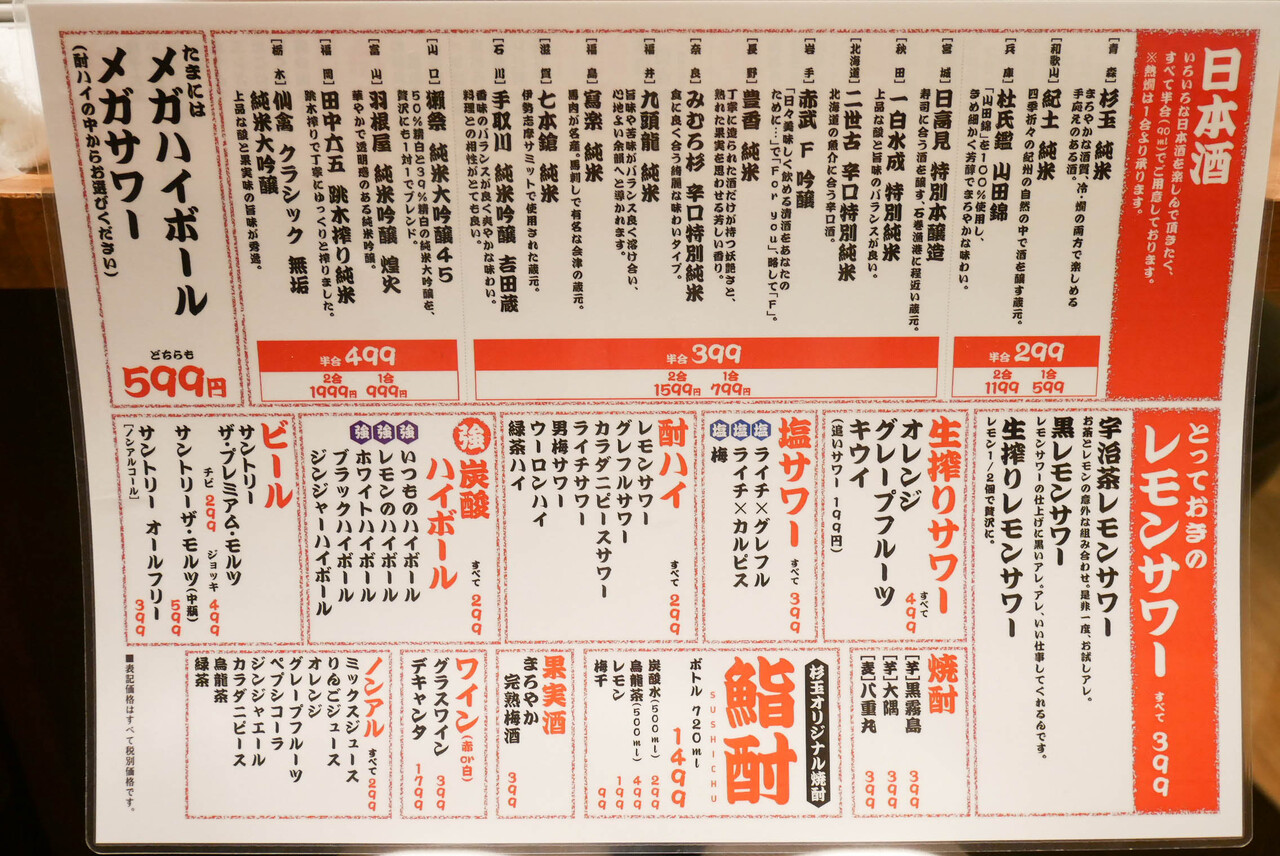 日本酒
いろいろな日本酒を楽しんで頂きたく、
すべて半合(90ml)でご用意しております。
※熱燗は1合より承ります。
[青森]
杉玉 純米
まろやかな酒質、冷・燗の両方で楽しめる
手応えのある酒。
[和歌山]
紀土 純米
四季折々の紀州の自然の中で酒を醸す蔵元。
[兵庫]
杜氏鑑 山田錦
「山田錦」を100%使用し、
きめ細かく芳醇でまろやかな味わい。
半合 299
1合 599
2合 1199
[宮城]
日高見 特別本醸造
寿司に合う酒を醸す、石巻漁港に程近い蔵元。
[秋田]
一白水成 特別純米
上品な酸と旨味のバランスが良い。
[北海道]
二世古 辛口特別純米
北海道の魚介に合う辛口酒。
[岩手]
赤武 F 吟醸
「日々美味しく飲める清酒をあなたの
ために…」で「For you」、略して「F」。
[長野]
豊香 純米
丁寧に造られた酒だけが持つ妖艶さと、
熟れた果実を思わせる芳しい香り。
[奈良]
みむろ杉 辛口特別純米
食に良く合う綺麗な味わいタイプ。
[福井]
九頭龍 純米
旨味や苦味がバランス良く溶け合い、
心地よい余韻へと導かれます。
[福島]
寫楽 純米
馬肉が名産。馬刺しで有名な会津の蔵元。
[滋賀]
七本鎗 純米
伊勢志摩サミットで使用された蔵元。
[石川]
手取川 純米吟醸 吉田蔵
香味のバランスが良く爽やかな味わい。
料理との相性がとても良い。
半合 399
1合 799円
2合 1599円
[山口]
獺祭 純米大吟醸45
50%精白と39%精白の純米大吟醸を、
贅沢にも1対1でブレンド。
[富山]
羽根屋 純米吟醸 煌火
華やかで透明感のある純米吟醸。
[福岡]
田中六五 跳木搾り純米
跳木搾りで丁寧にゆっくりと搾りました。
[栃木]
仙禽 クラシック 無垢
純米大吟醸
上品な酸と果実味の旨味が秀逸。
半合 499
1合 999円
2合 1999円
たまには
メガハイボール
メガサワー
(酎ハイの中からお選びください)
どちらも
599円
とっておきの
レモンサワー
すべて 399
宇治茶レモンサワー
お茶とレモンの意外な組み合わせ。是非一度、お試しアレ。
黒レモンサワー
レモンサワーの仕上げに黒いアレ。アレ、いい仕事してくれるんです。
生搾りレモンサワー
レモン1/2個で贅沢に。
生搾りサワー
すべて 499
オレンジ
グレープフルーツ
キウイ
(追いサワー 199円)
塩サワー
すべて 399
塩 ライチ×グレフル
塩 ライチ×カルピス
塩 梅
酎ハイ
すべて 299
レモンサワー
グレフルサワー
カラダニピースサワー
ライチサワー
男梅サワー
ウーロンハイ
緑茶ハイ
強炭酸
ハイボール
すべて 299
強 いつものハイボール
強 レモンのハイボール
強 ホワイトハイボール
ブラックハイボール
ジンジャーハイボール
ビール
サントリー
ザ・プレミアム・モルツ
チビ 299 ジョッキ 499
サントリー ザ・モルツ(中瓶)
599
サントリー オールフリー
[ノンアルコール]
399
焼酎
[芋]黒霧島 399
[芋]大隅 399
[麦]八重丸 399
杉玉オリジナル焼酎
鮨酎
SUSHICHU
ボトル 720ml 1499
炭酸水(500ml) 299
烏龍茶(500ml) 499
レモン 199
梅干 99
果実酒
まろやか
完熟梅酒 399
ワイン(赤or白)
グラスワイン 399
デキャンタ 1799
ノンアル
すべて 299
ミックスジュース
りんごジュース
オレンジ
グレープフルーツ
ペプシコーラ
ジンジャエール
カラダニピース
烏龍茶
緑茶
■表記価格はすべて税別価格です。